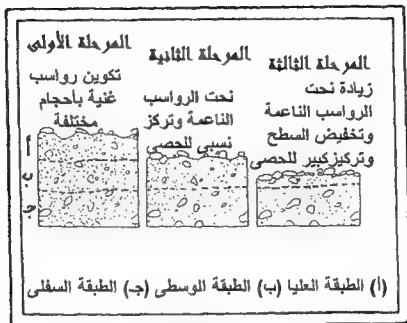 المرحلة الأولى
تكوين رواسب
غنية بأحجام
مختلفة
المرحلة الثانية
نحت الرواسب
الناعمة وتركز
نسبي للحصى
المرحلة الثالثة
زيادة نحت
الرواسب الناعمة
وتخفيض السطح
وتركيز كبير للحصى
أ
ب
جـ
(أ) الطبقة العليا (ب) الطبقة الوسطى (جـ) الطبقة السفلى